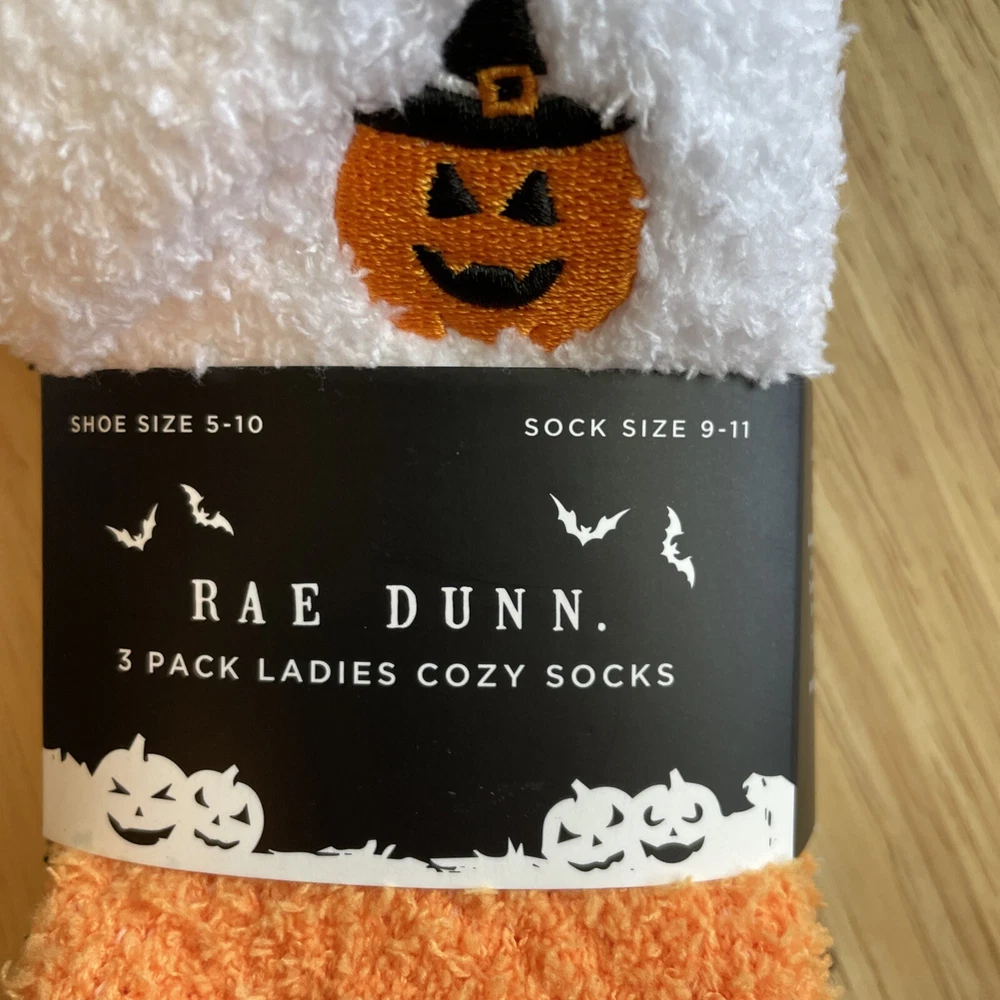 SHOE SIZE 5-10
SOCK SIZE 9-11
RAE DUNN.
3 PACK LADIES COZY SOCKS